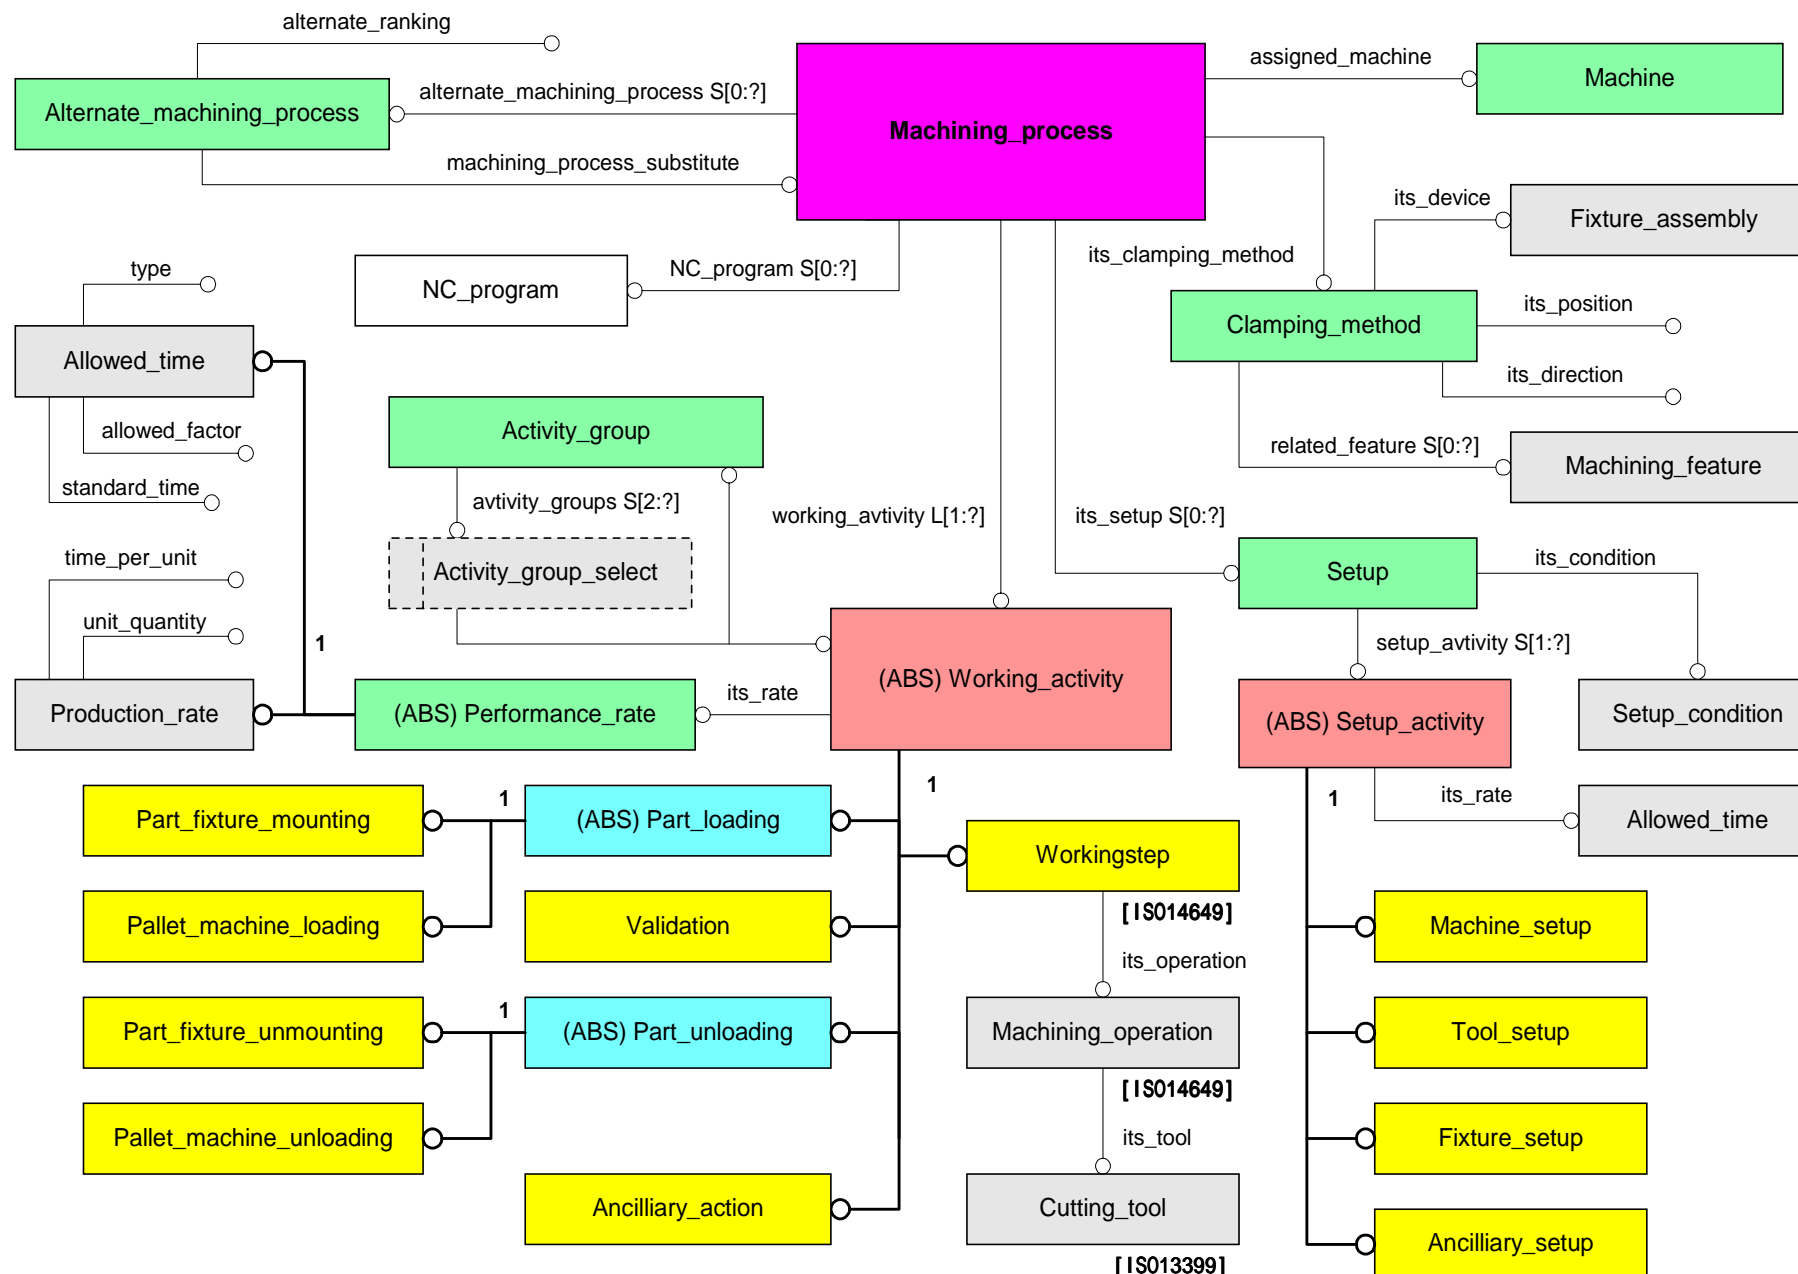 alternate_ranking
assigned_machine
Machine
Alternate_machining_process
alternate_machining_process S[0:?]
Machining_process
machining_process_substitute
its_device
Fixture_assembly
its_clamping_method
type
NC_program
NC_program S[0:?]
Clamping_method
its_position
Allowed_time
its_direction
allowed_factor
Activity_group
related_feature S[0:?]
Machining_feature
standard_time
avtivity_groups S[2:?]
working_avtivity L[1:?]
its_setup S[0:?]
time_per_unit
Activity_group_select
Setup
its_condition
unit_quantity
1
setup_avtivity S[1:?]
(ABS) Working_activity
its_rate
Production_rate
(ABS) Performance_rate
(ABS) Setup_activity
Setup_condition
1
1
1
its_rate
Part_fixture_mounting
(ABS) Part_loading
Allowed_time
Workingstep
[ISO14649]
Pallet_machine_loading
Validation
Machine_setup
its_operation
1
Part_fixture_unmounting
(ABS) Part_unloading
Machining_operation
Tool_setup
[ISO14649]
Pallet_machine_unloading
its_tool
Fixture_setup
Ancilliary_action
Cutting_tool
Ancilliary_setup
[ISO13399]